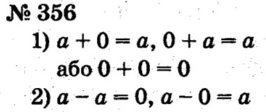 № 356
1) a + 0 = a, 0 + a = a
або 0 + 0 = 0
2) a – a = 0, a – 0 = a